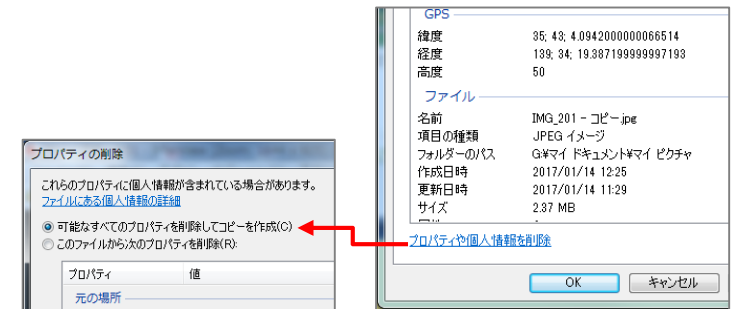 GPS
緯度 35; 43; 4.0942000000066514
経度 139; 34; 19.387199999997193
高度 50
ファイル
名前 IMG_201 - コピー.jpg
項目の種類 JPEG イメージ
フォルダーのパス G:¥マイ ドキュメント¥マイ ピクチャ
作成日時 2017/01/14 12:25
更新日時 2017/01/14 11:29
サイズ 2.37 MB
プロパティや個人情報を削除
OK キャンセル
プロパティの削除
これらのプロパティに個人情報が含まれている場合があります。
ファイルにある個人情報の詳細
可能なすべてのプロパティを削除してコピーを作成(C)
このファイルから次のプロパティを削除(R):
プロパティ 値
元の場所